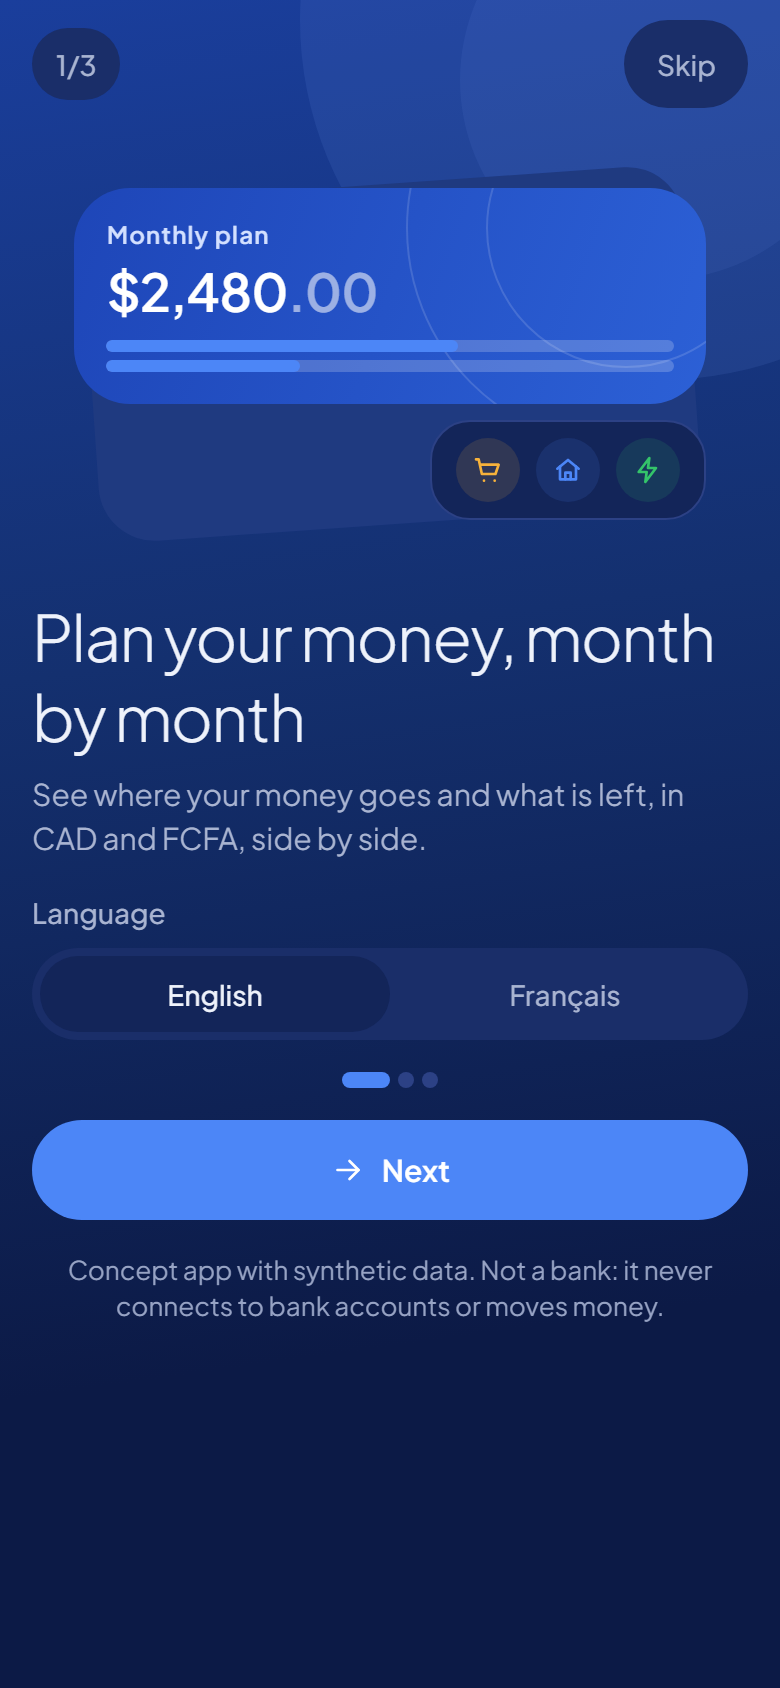 1/3
Skip
Monthly plan
$2,480.00
Plan your money, month
by month
See where your money goes and what is left, in
CAD and FCFA, side by side.
Language
English
Français
Next
Concept app with synthetic data. Not a bank: it never
connects to bank accounts or moves money.